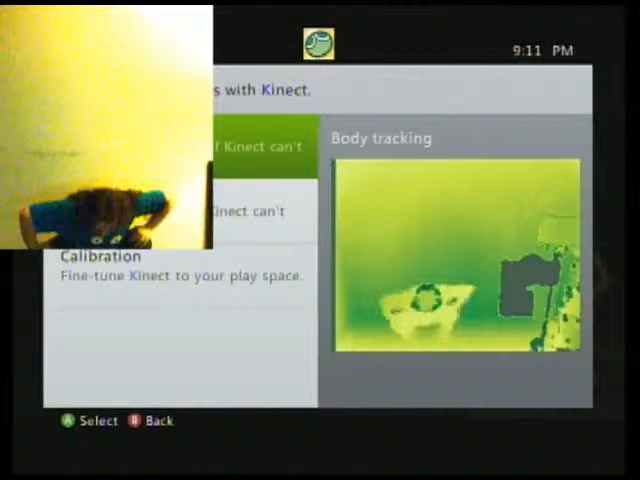 9:11 PM
s with Kinect.
f Kinect can't
Body tracking
Kinect can't
Calibration
Fine-tune Kinect to your play space.
A Select B Back